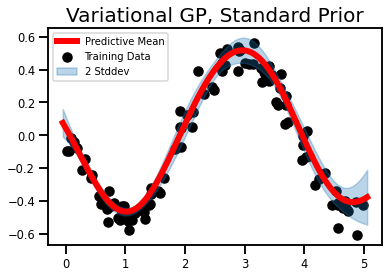 Variational GP, Standard Prior
0.6
0.4
0.2
0.0
−0.2
−0.4
−0.6
Predictive Mean
Training Data
2 Stddev
0 1 2 3 4 5